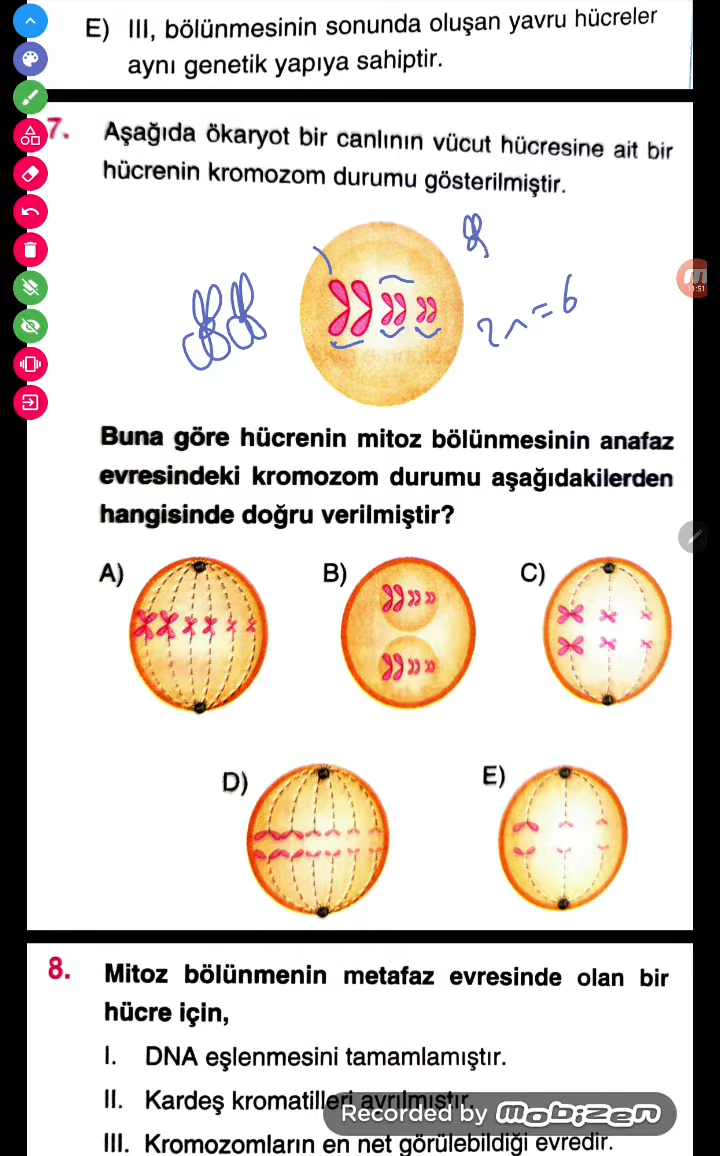 E) III, bölünmesinin sonunda oluşan yavru hücreler
aynı genetik yapıya sahiptir.
7. Aşağıda ökaryot bir canlının vücut hücresine ait bir
hücrenin kromozom durumu gösterilmiştir.
2n=6
11:51
Buna göre hücrenin mitoz bölünmesinin anafaz
evresindeki kromozom durumu aşağıdakilerden
hangisinde doğru verilmiştir?
A) B) C)
D) E)
8. Mitoz bölünmenin metafaz evresinde olan bir
hücre için,
I. DNA eşlenmesini tamamlamıştır.
II. Kardeş kromatilleri ayrılmıştır.
Recorded by mobizen
III. Kromozomların en net görülebildiği evredir.